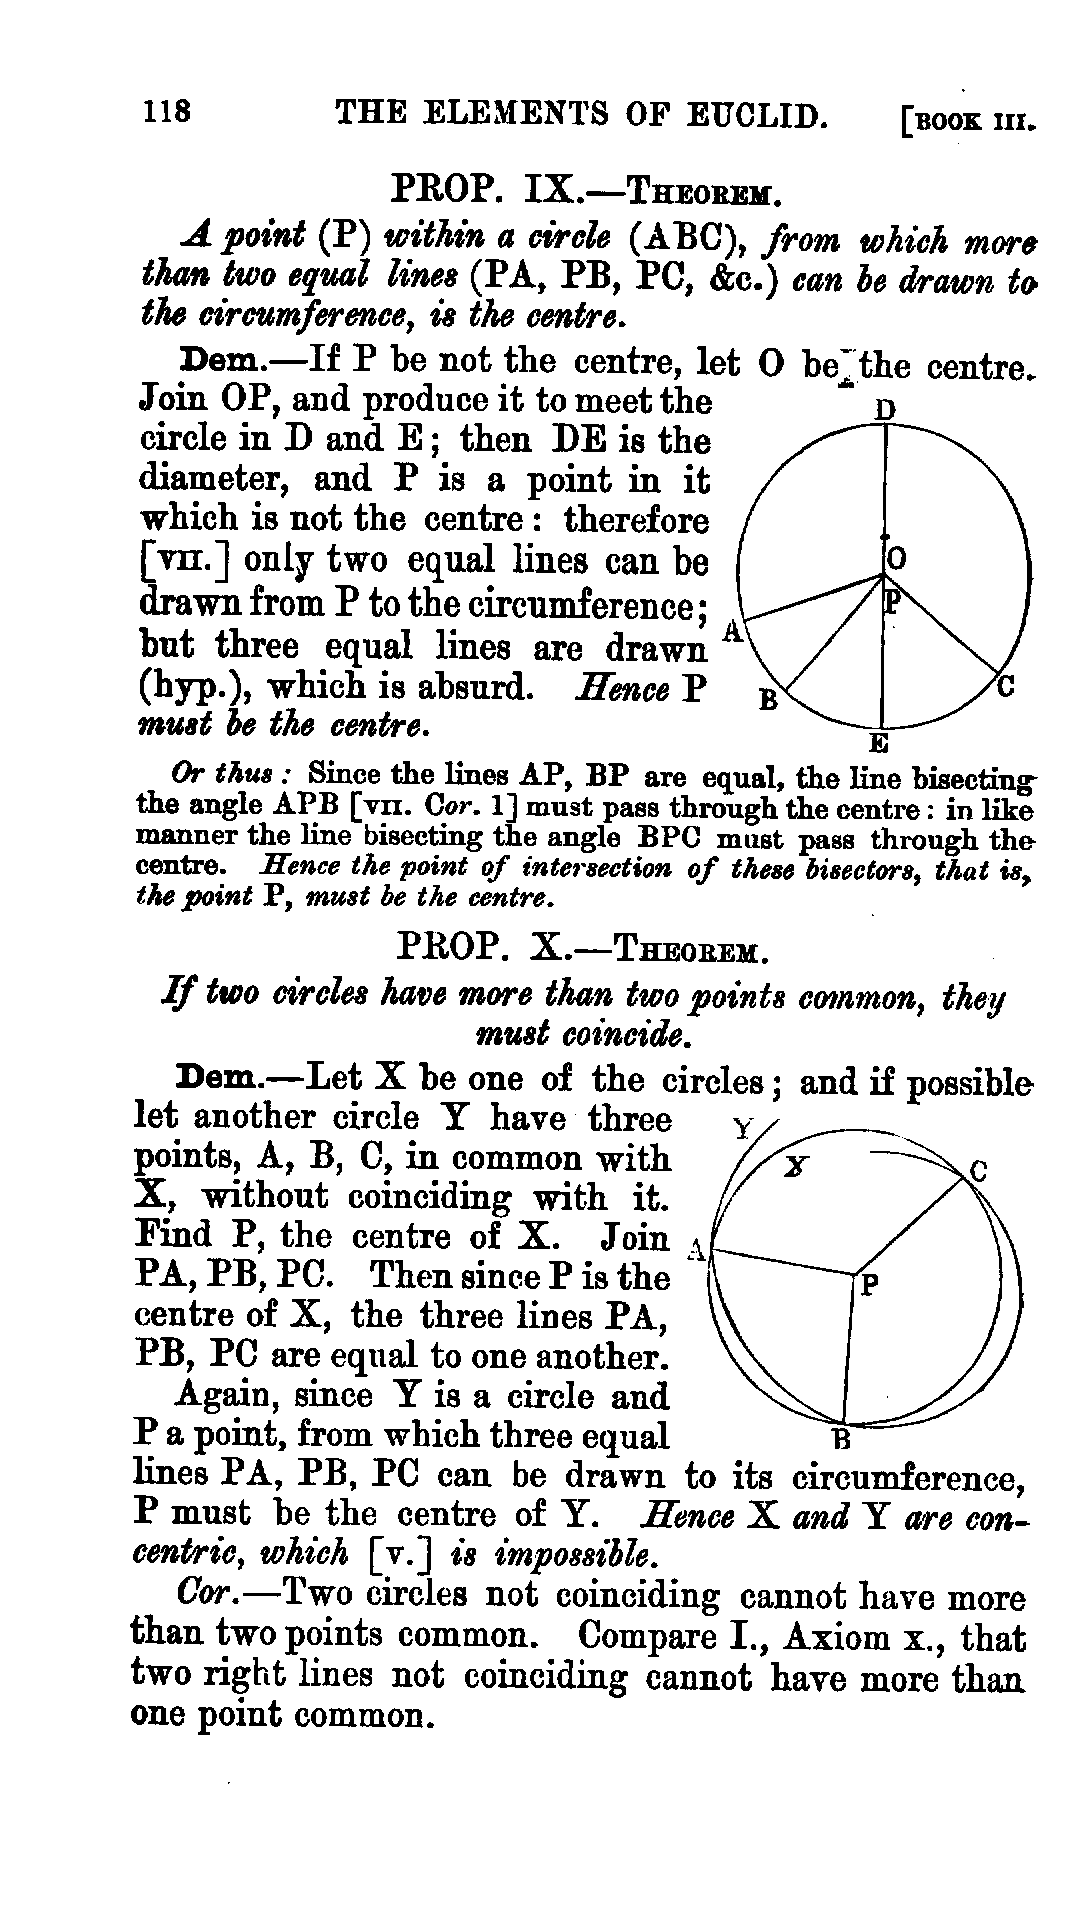 118 THE ELEMENTS OF EUCLID. [BOOK III.
PROP. IX.—THEOREM.
A point (P) within a circle (ABC), from which more
than two equal lines (PA, PB, PC, &c.) can be drawn to
the circumference, is the centre.
Dem.—If P be not the centre, let O be the centre.
Join OP, and produce it to meet the
circle in D and E; then DE is the
diameter, and P is a point in it
which is not the centre: therefore
[VII.] only two equal lines can be
drawn from P to the circumference;
but three equal lines are drawn
(hyp.), which is absurd. Hence P
must be the centre.
D
O
P
A
B
C
E
Or thus: Since the lines AP, BP are equal, the line bisecting
the angle APB [VII. Cor. 1] must pass through the centre: in like
manner the line bisecting the angle BPC must pass through the
centre. Hence the point of intersection of these bisectors, that is,
the point P, must be the centre.
PROP. X.—THEOREM.
If two circles have more than two points common, they
must coincide.
Dem.—Let X be one of the circles; and if possible
let another circle Y have three
points, A, B, C, in common with
X, without coinciding with it.
Find P, the centre of X. Join
PA, PB, PC. Then since P is the
centre of X, the three lines PA,
PB, PC are equal to one another.
Again, since Y is a circle and
P a point, from which three equal
Y
X
C
A
P
B
lines PA, PB, PC can be drawn to its circumference,
P must be the centre of Y. Hence X and Y are con-
centric, which [V.] is impossible.
Cor.—Two circles not coinciding cannot have more
than two points common. Compare I., Axiom X., that
two right lines not coinciding cannot have more than
one point common.